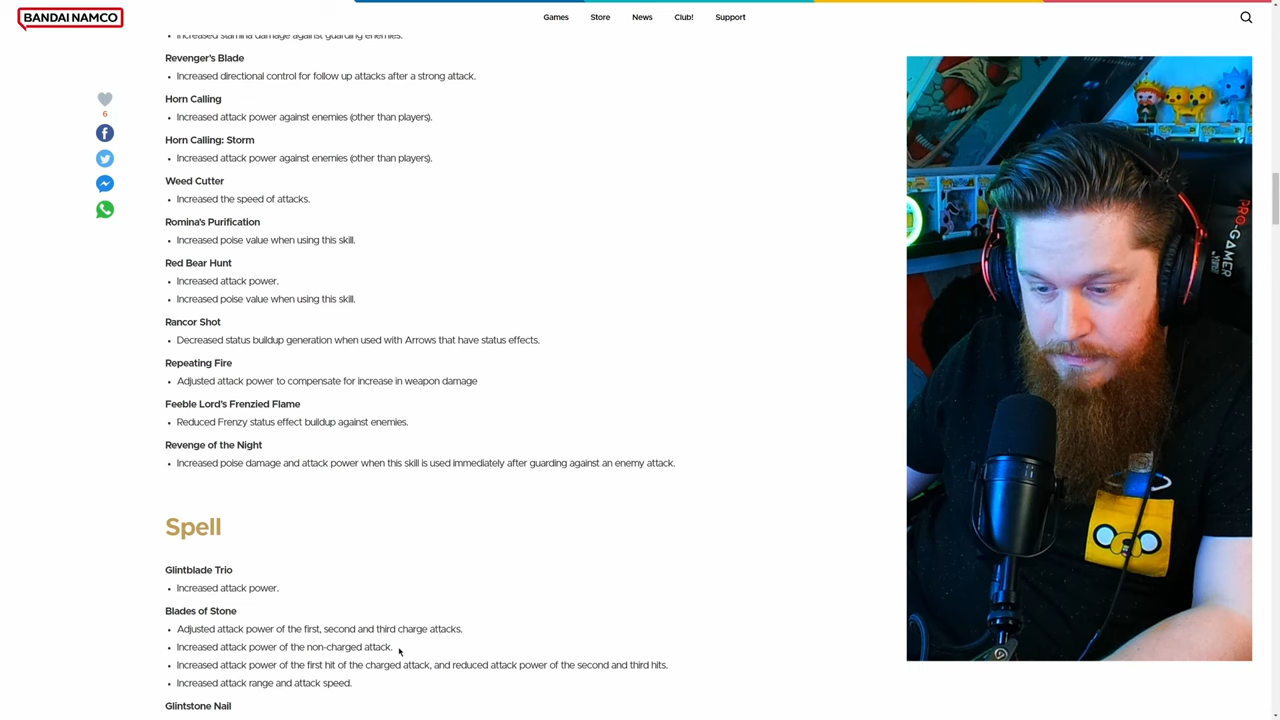 BANDAI NAMCO
Games Store News Club! Support
Increased stamina damage against guarding enemies.
Revenger's Blade
• Increased directional control for follow up attacks after a strong attack.
Horn Calling
• Increased attack power against enemies (other than players).
Horn Calling: Storm
• Increased attack power against enemies (other than players).
Weed Cutter
• Increased the speed of attacks.
Romina's Purification
• Increased poise value when using this skill.
Red Bear Hunt
• Increased attack power.
• Increased poise value when using this skill.
Rancor Shot
• Decreased status buildup generation when used with Arrows that have status effects.
Repeating Fire
• Adjusted attack power to compensate for increase in weapon damage
Feeble Lord's Frenzied Flame
• Reduced Frenzy status effect buildup against enemies.
Revenge of the Night
• Increased poise damage and attack power when this skill is used immediately after guarding against an enemy attack.
Spell
Glintblade Trio
• Increased attack power.
Blades of Stone
• Adjusted attack power of the first, second and third charge attacks.
• Increased attack power of the non-charged attack.
• Increased attack power of the first hit of the charged attack, and reduced attack power of the second and third hits.
• Increased attack range and attack speed.
Glintstone Nail
6
PRO-GAMER